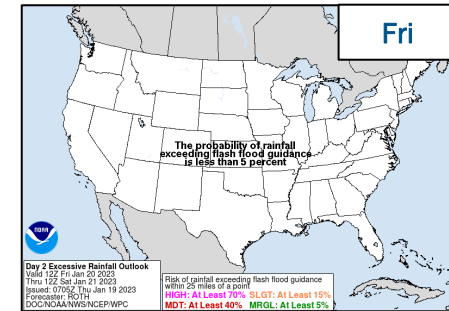 Fri
The probability of rainfall
exceeding flash flood guidance
is less than 5 percent
NOAA
Day 2 Excessive Rainfall Outlook
Valid 12Z Fri Jan 20 2023
Thru 12Z Sat Jan 21 2023
Issued: 0705Z Thu Jan 19 2023
Forecaster: ROTH
DOC/NOAA/NWS/NCEP/WPC
Risk of rainfall exceeding flash flood guidance
within 25 miles of a point
HIGH: At Least 70% SLGT: At Least 15%
MDT: At Least 40% MRGL: At Least 5%